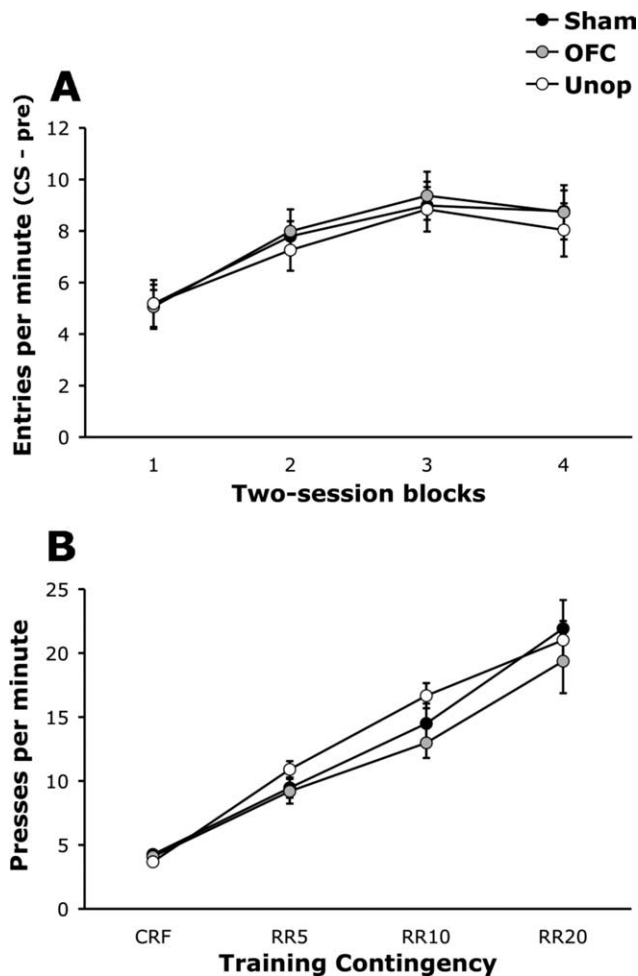 Sham
OFC
Unop
A
Entries per minute (CS - pre)
12
10
8
6
4
2
0
1 2 3 4
Two-session blocks
B
Presses per minute
25
20
15
10
5
0
CRF RR5 RR10 RR20
Training Contingency